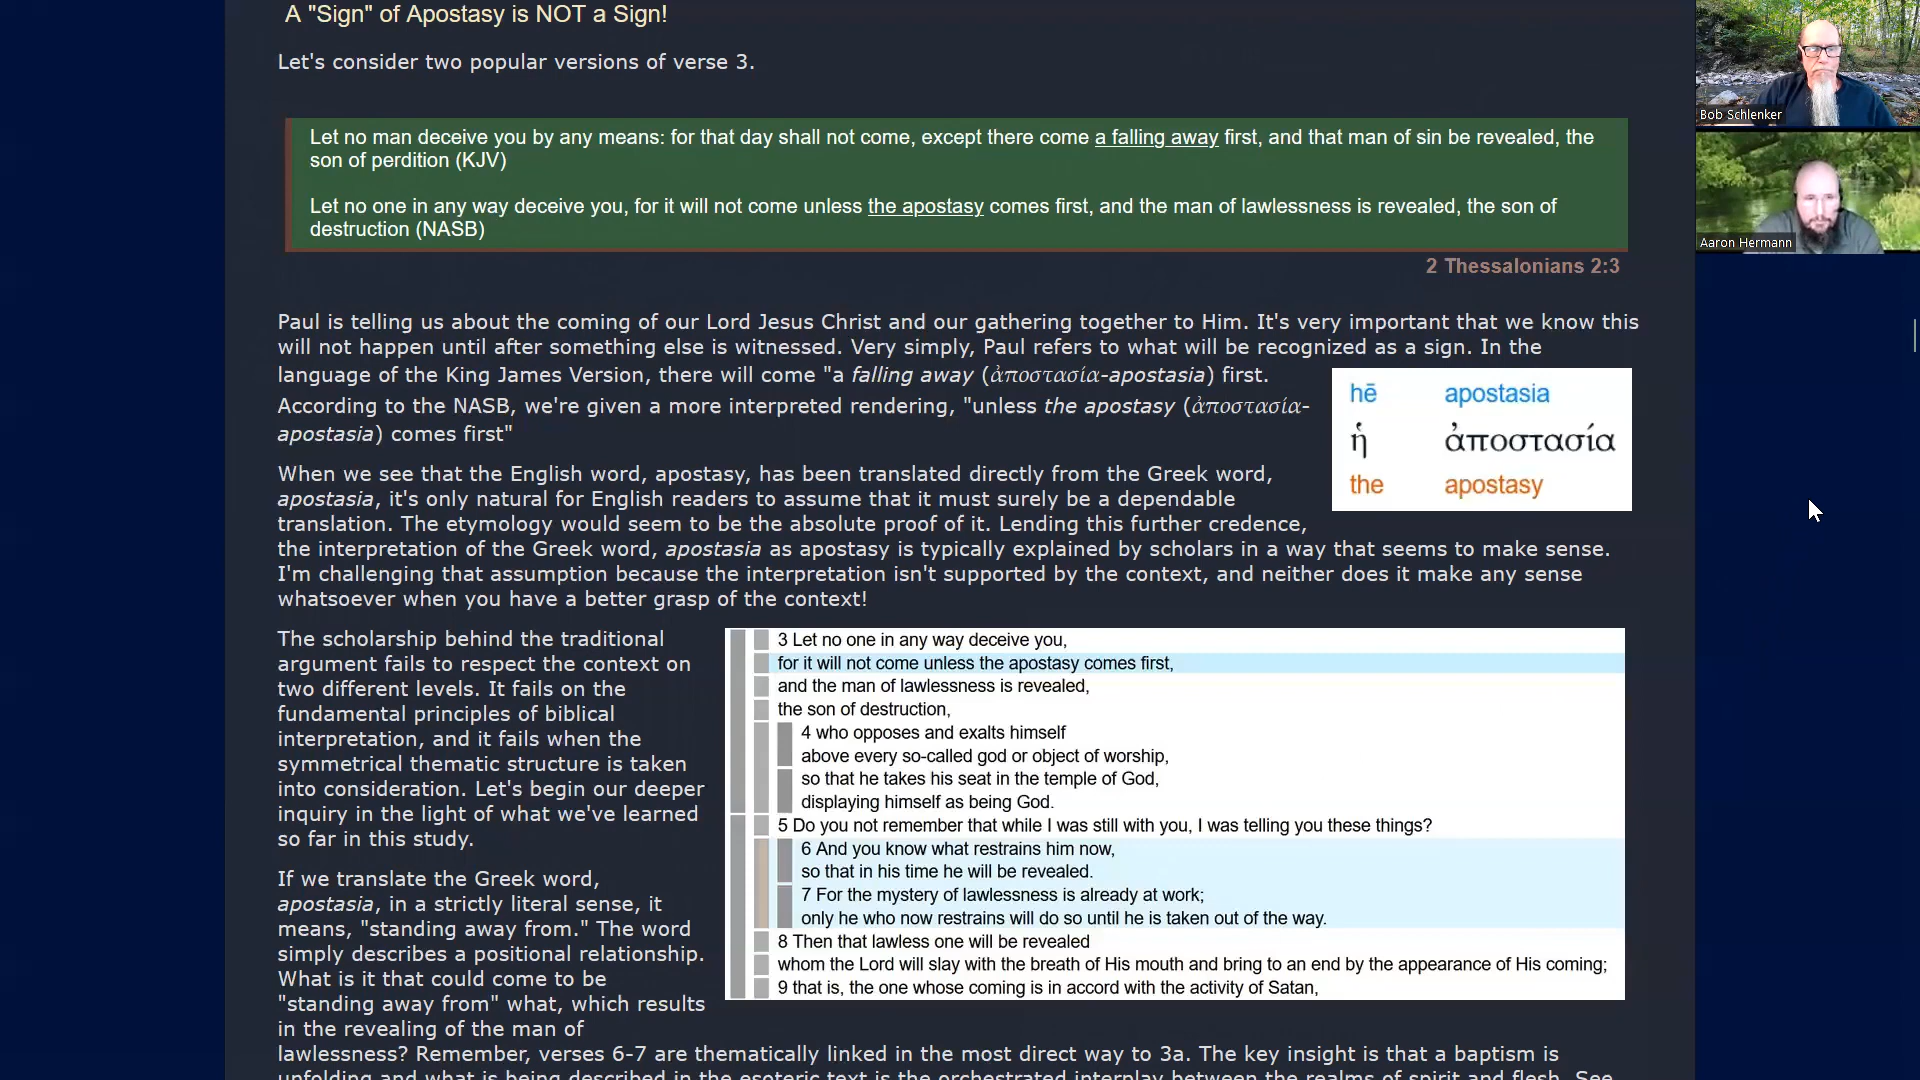 A "Sign" of Apostasy is NOT a Sign!
Let's consider two popular versions of verse 3.
Let no man deceive you by any means: for that day shall not come, except there come a falling away first, and that man of sin be revealed, the
son of perdition (KJV)
Let no one in any way deceive you, for it will not come unless the apostasy comes first, and the man of lawlessness is revealed, the son of
destruction (NASB)
2 Thessalonians 2:3
Paul is telling us about the coming of our Lord Jesus Christ and our gathering together to Him. It's very important that we know this
will not happen until after something else is witnessed. Very simply, Paul refers to what will be recognized as a sign. In the
language of the King James Version, there will come "a falling away (ἀποστασία-apostasia) first.
According to the NASB, we're given a more interpreted rendering, "unless the apostasy (ἀποστασία-
apostasia) comes first"
hē apostasia
ἡ ἀποστασία
the apostasy
When we see that the English word, apostasy, has been translated directly from the Greek word,
apostasia, it's only natural for English readers to assume that it must surely be a dependable
translation. The etymology would seem to be the absolute proof of it. Lending this further credence,
the interpretation of the Greek word, apostasia as apostasy is typically explained by scholars in a way that seems to make sense.
I'm challenging that assumption because the interpretation isn't supported by the context, and neither does it make any sense
whatsoever when you have a better grasp of the context!
The scholarship behind the traditional
argument fails to respect the context on
two different levels. It fails on the
fundamental principles of biblical
interpretation, and it fails when the
symmetrical thematic structure is taken
into consideration. Let's begin our deeper
inquiry in the light of what we've learned
so far in this study.
If we translate the Greek word,
apostasia, in a strictly literal sense, it
means, "standing away from." The word
simply describes a positional relationship.
What is it that could come to be
"standing away from" what, which results
in the revealing of the man of
lawlessness? Remember, verses 6-7 are thematically linked in the most direct way to 3a. The key insight is that a baptism is
unfolding and what is being described in the esoteric text is the orchestrated interplay between the realms of spirit and flesh. See
3 Let no one in any way deceive you,
for it will not come unless the apostasy comes first,
and the man of lawlessness is revealed,
the son of destruction,
4 who opposes and exalts himself
above every so-called god or object of worship,
so that he takes his seat in the temple of God,
displaying himself as being God.
5 Do you not remember that while I was still with you, I was telling you these things?
6 And you know what restrains him now,
so that in his time he will be revealed.
7 For the mystery of lawlessness is already at work;
only he who now restrains will do so until he is taken out of the way.
8 Then that lawless one will be revealed
whom the Lord will slay with the breath of His mouth and bring to an end by the appearance of His coming;
9 that is, the one whose coming is in accord with the activity of Satan,
Bob Schlenker
Aaron Hermann